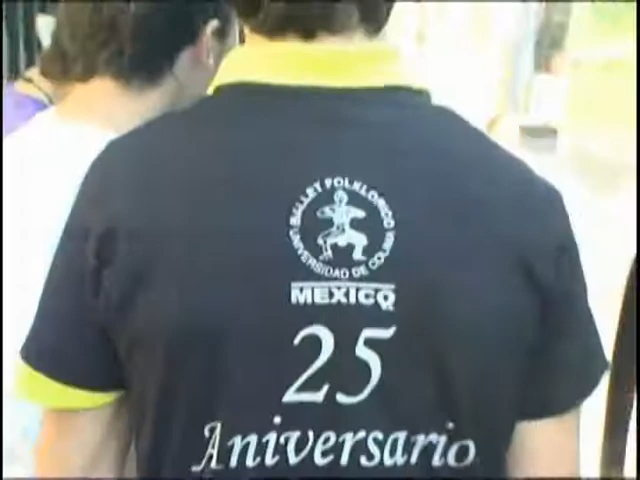 BALLET FOLKLORICO
UNIVERSIDAD DE COLIMA
MEXICO
25
Aniversario